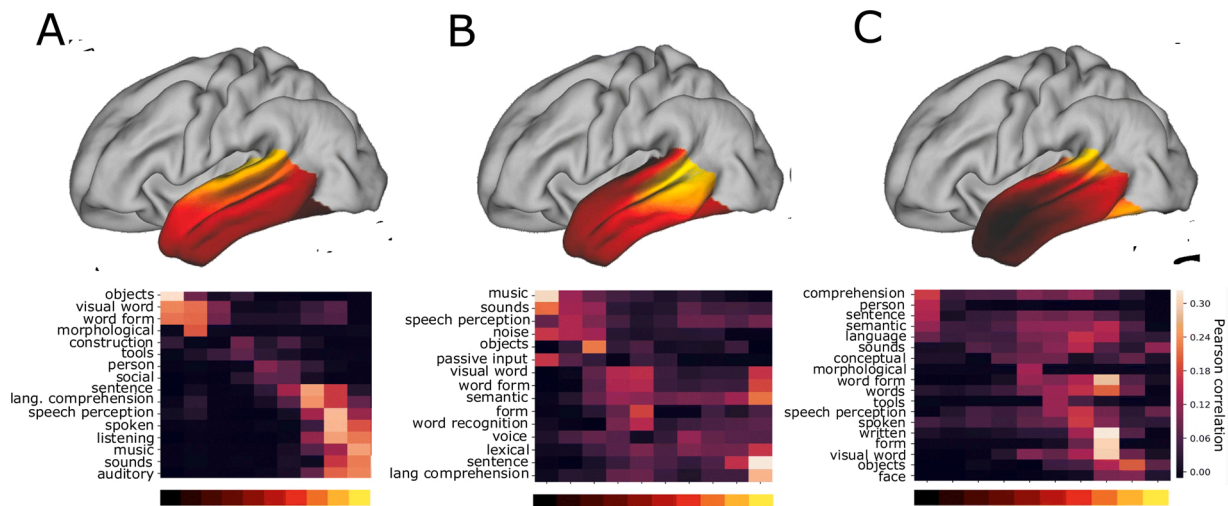 A
B
C
objects
visual word
word form
morphological
construction
tools
person
social
sentence
lang. comprehension
speech perception
spoken
listening
music
sounds
auditory
music
sounds
speech perception
noise
objects
passive input
visual word
word form
semantic
form
word recognition
voice
lexical
sentence
lang comprehension
comprehension
person
sentence
semantic
language
sounds
conceptual
morphological
word form
words
tools
speech perception
spoken
written
form
visual word
objects
face
0.30
0.24
0.18
0.12
0.06
0.00
Pearson correlation